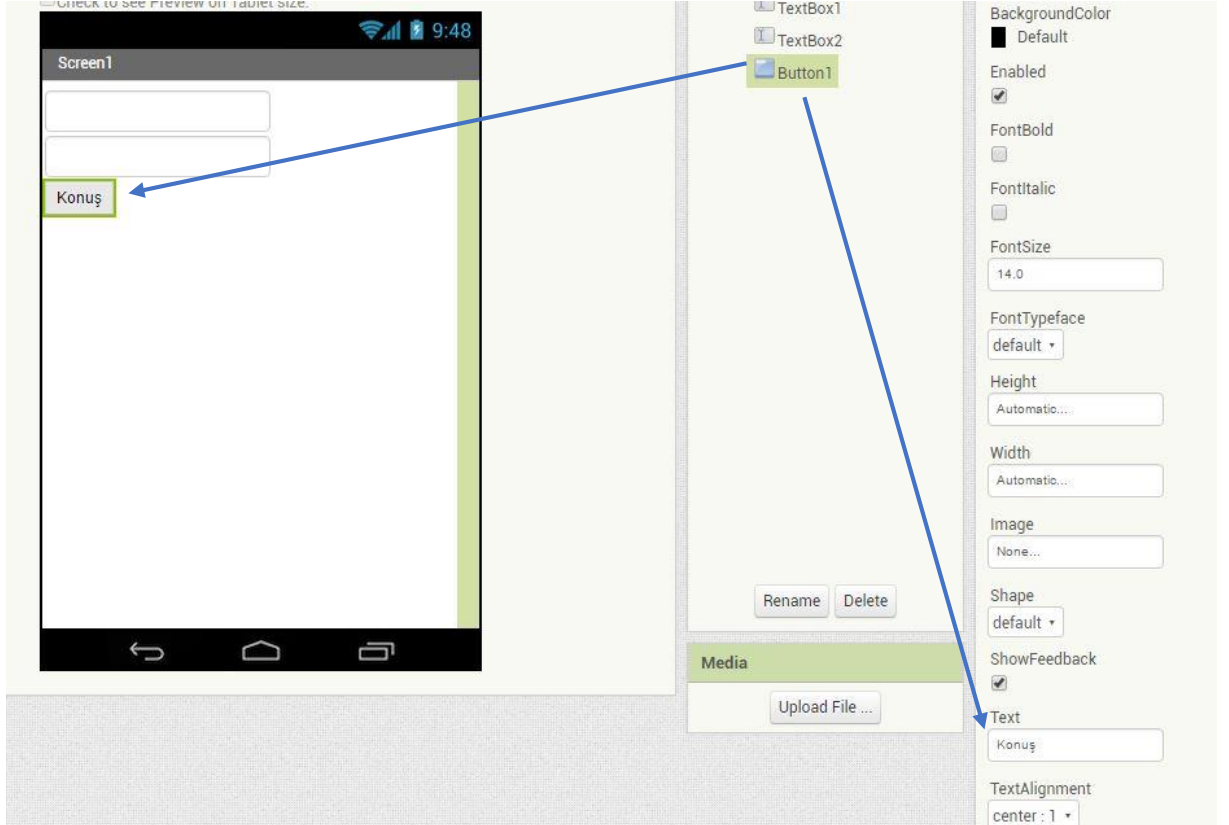 Check to see Preview on Tablet size.
9:48
Screen1
Konuş
TextBox1
TextBox2
Button1
Rename
Delete
Media
Upload File ...
BackgroundColor
Default
Enabled
FontBold
FontItalic
FontSize
14.0
FontTypeface
default
Height
Automatic...
Width
Automatic...
Image
None...
Shape
default
ShowFeedback
Text
Konuş
TextAlignment
center : 1